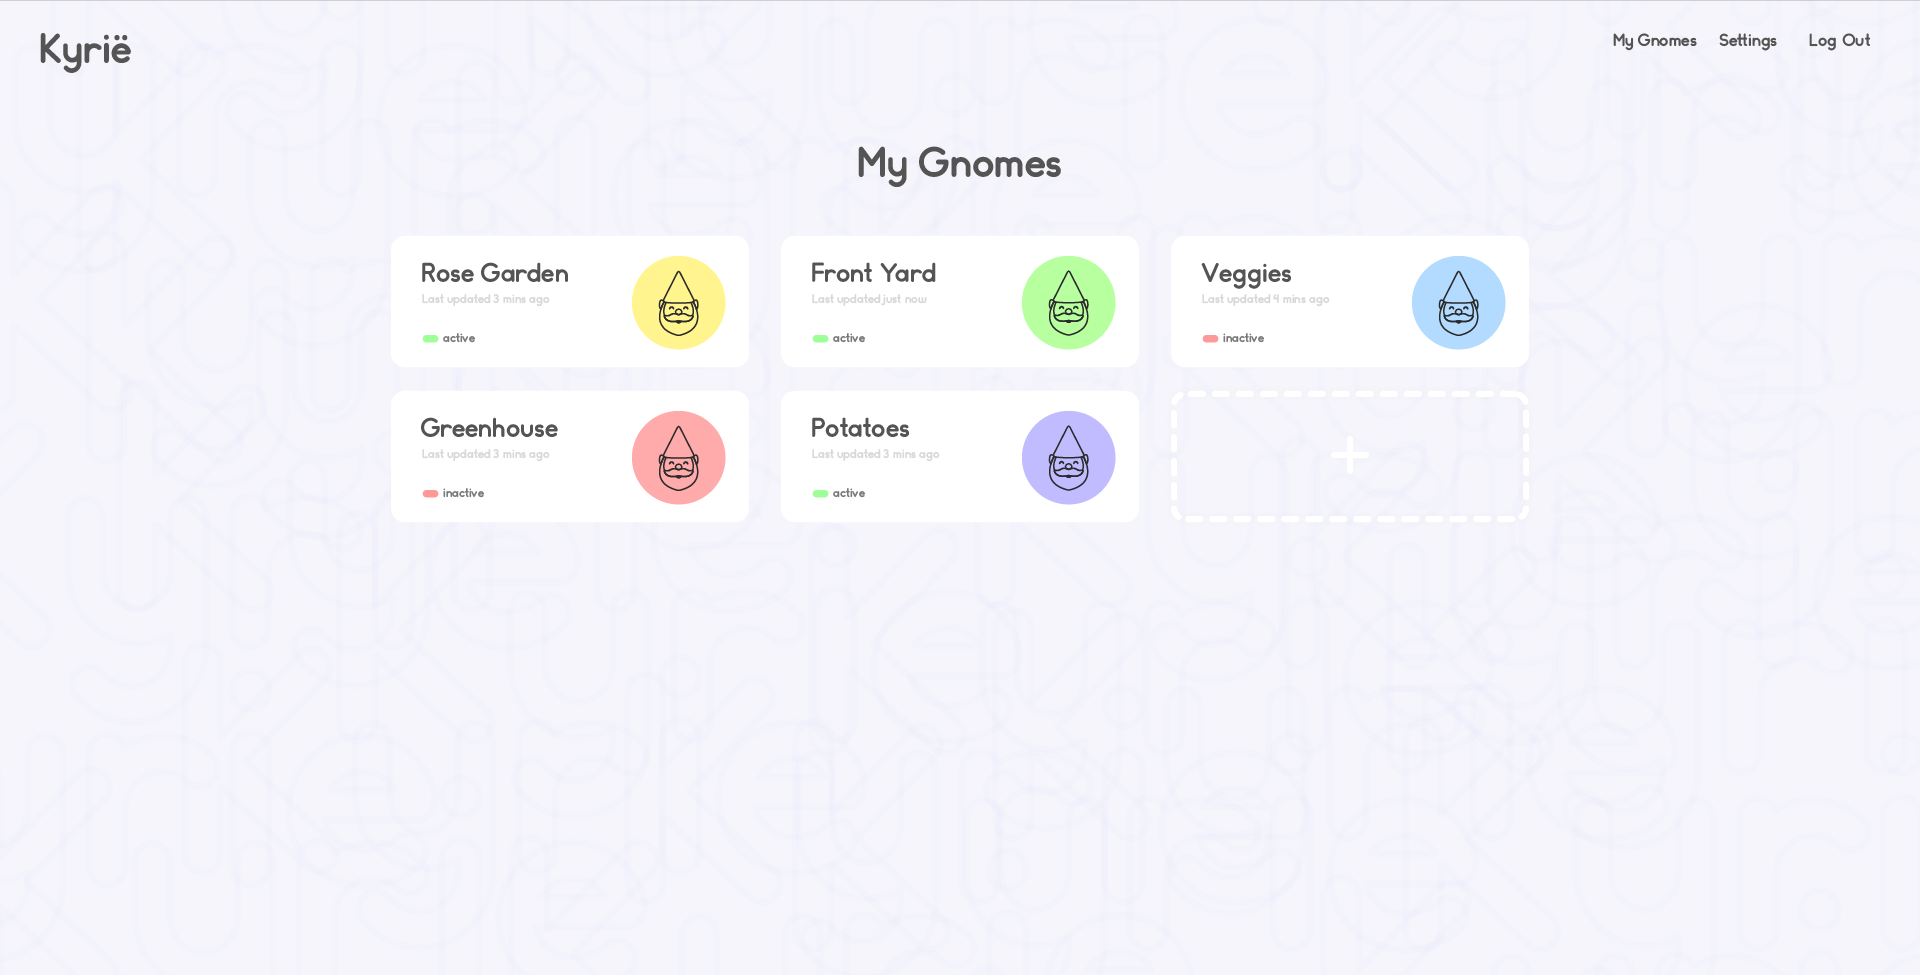 Kyrië
My Gnomes
Settings
Log Out
My Gnomes
Rose Garden
Last updated 3 mins ago
active
Front Yard
Last updated just now
active
Veggies
Last updated 4 mins ago
inactive
Greenhouse
Last updated 3 mins ago
inactive
Potatoes
Last updated 3 mins ago
active